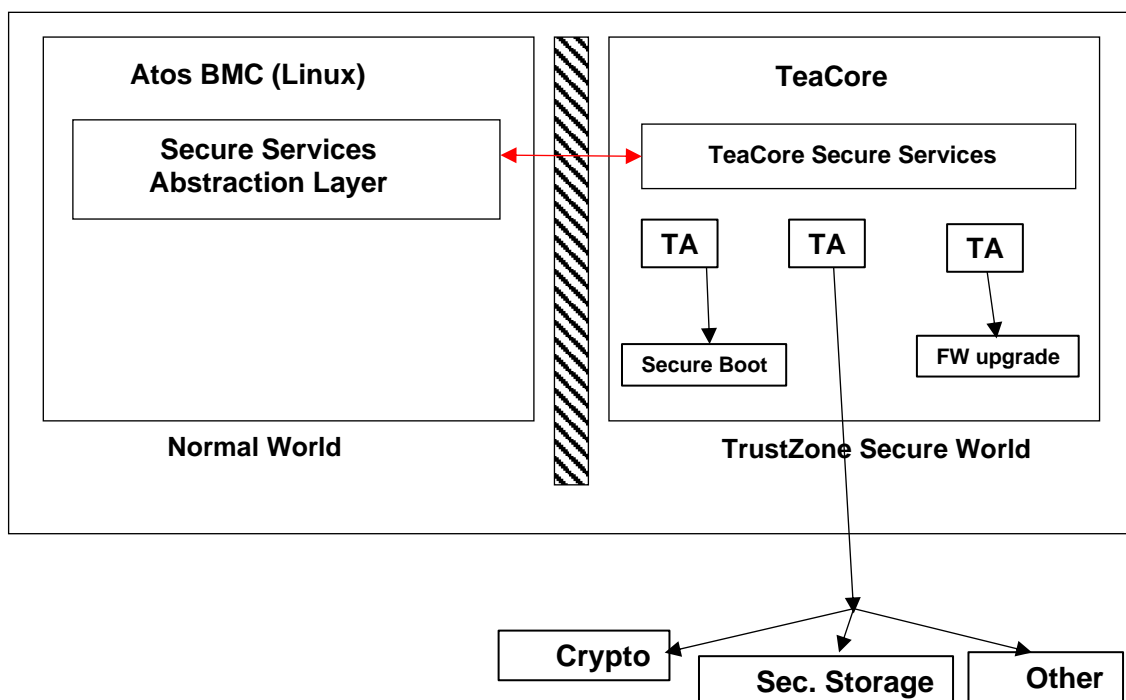 Atos BMC (Linux)
Secure Services
Abstraction Layer
Normal World
TeaCore
TeaCore Secure Services
TA
TA
TA
Secure Boot
FW upgrade
TrustZone Secure World
Crypto
Sec. Storage
Other